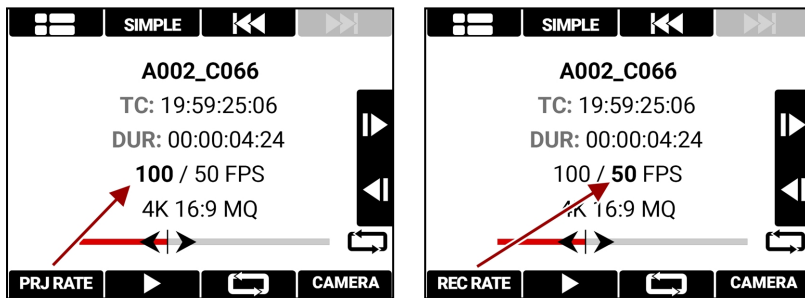 SIMPLE
A002_C066
TC: 19:59:25:06
DUR: 00:00:04:24
100 / 50 FPS
4K 16:9 MQ
PRJ RATE CAMERA
SIMPLE
A002_C066
TC: 19:59:25:06
DUR: 00:00:04:24
100 / 50 FPS
4K 16:9 MQ
REC RATE CAMERA